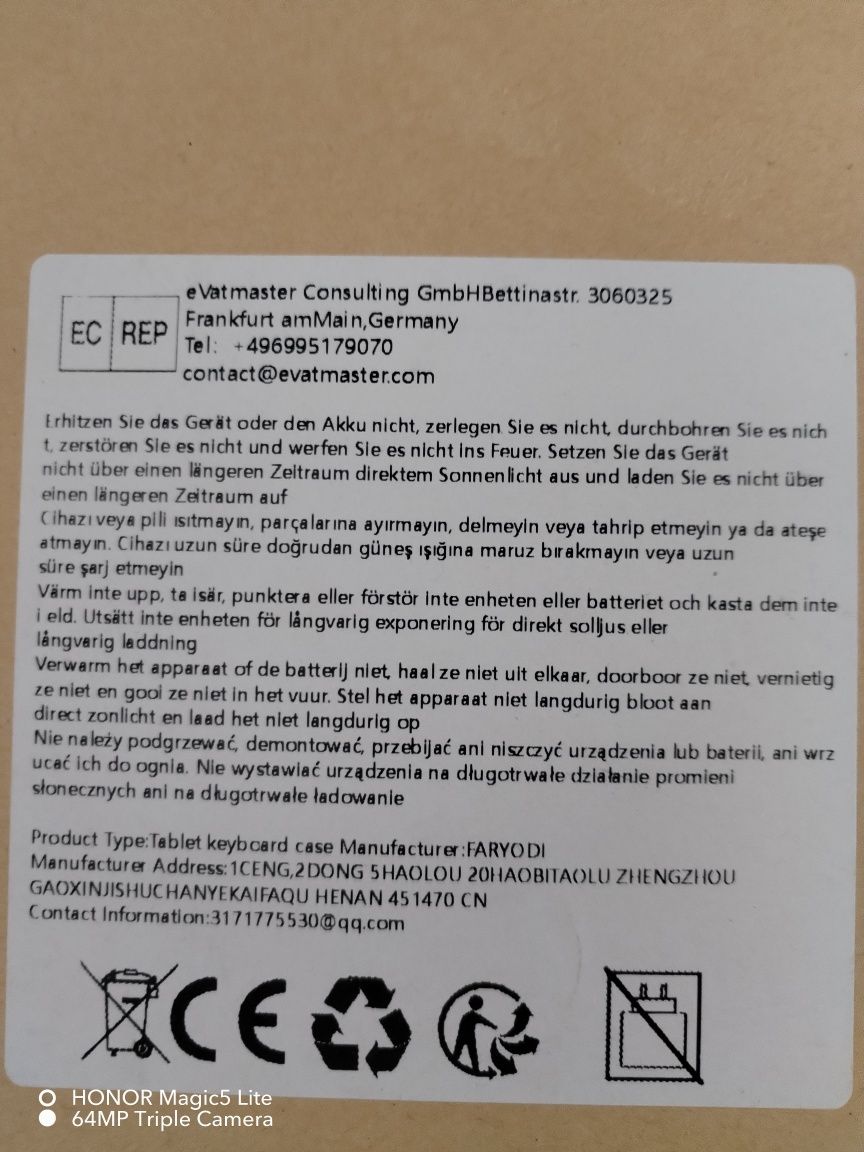 EC REP
eVatmaster Consulting GmbHBettinastr. 3060325
Frankfurt amMain,Germany
Tel: +496995179070
contact@evatmaster.com
Erhitzen Sie das Gerät oder den Akku nicht, zerlegen Sie es nicht, durchbohren Sie es nich
t, zerstören Sie es nicht und werfen Sie es nicht ins Feuer. Setzen Sie das Gerät
nicht über einen längeren Zeitraum direktem Sonnenlicht aus und laden Sie es nicht über
einen längeren Zeitraum auf
Cihazı veya pili ısıtmayın, parçalarına ayırmayın, delmeyin veya tahrip etmeyin ya da ateşe
atmayın. Cihazı uzun süre doğrudan güneş ışığına maruz bırakmayın veya uzun
süre şarj etmeyin
Värm inte upp, ta isär, punktera eller förstör inte enheten eller batteriet och kasta dem inte
i eld. Utsätt inte enheten för långvarig exponering för direkt solljus eller
långvarig laddning
Verwarm het apparaat of de batterij niet, haal ze niet uit elkaar, doorboor ze niet, vernietig
ze niet en gooi ze niet in het vuur. Stel het apparaat niet langdurig bloot aan
direct zonlicht en laad het niet langdurig op
Nie należy podgrzewać, demontować, przebijać ani niszczyć urządzenia lub baterii, ani wrz
ucać ich do ognia. Nie wystawiać urządzenia na długotrwałe działanie promieni
słonecznych ani na długotrwałe ładowanie
Product Type:Tablet keyboard case Manufacturer:FARYODI
Manufacturer Address:1CENG,2DONG 5HAOLOU 20HAOBITAOLU ZHENGZHOU
GAOXINJISHUCHANYEKAIFAQU HENAN 451470 CN
Contact Information:3171775530@qq.com
CE
HONOR Magic5 Lite
64MP Triple Camera